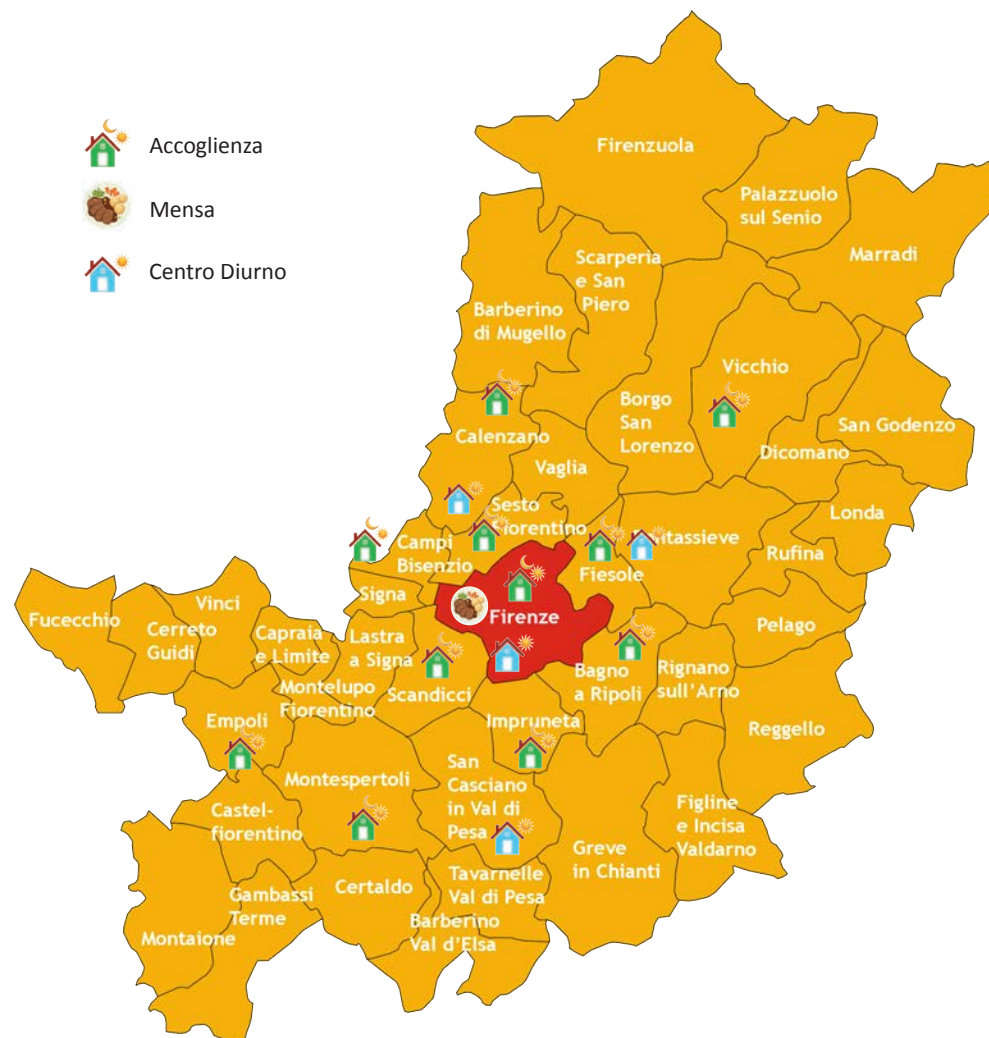 Accoglienza
Mensa
Centro Diurno
Firenzuola
Palazzuolo
sul Senio
Marradi
Scarperia
e San
Piero
Barberino
di Mugello
Vicchio
Borgo
San
Lorenzo
San Godenzo
Calenzano
Dicomano
Vaglia
Sesto
Fiorentino
Londa
Campi
Bisenzio
Rufina
Fiesole
Signa
Fucecchio
Vinci
Cerreto
Guidi
Capraia
e Limite
Lastra
a Signa
Firenze
Pelago
Scandicci
Bagno
a Ripoli
Rignano
sull'Arno
Montelupo
Fiorentino
Empoli
Impruneta
Reggello
Montespertoli
San
Casciano
in Val di
Pesa
Castel-
fiorentino
Figline
e Incisa
Valdarno
Greve
in Chianti
Certaldo
Tavarnelle
Val di Pesa
Gambassi
Terme
Barberino
Val d'Elsa
Montaione